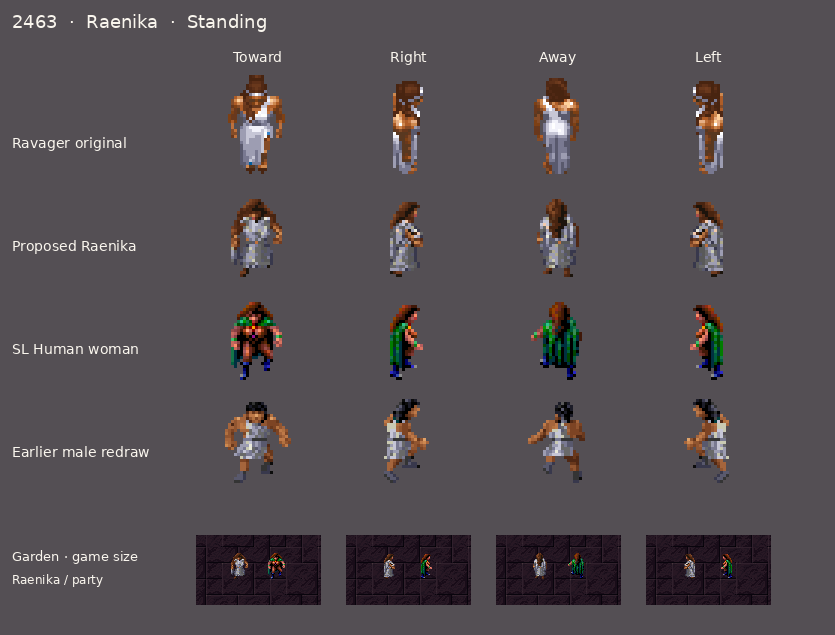 2463 · Raenika · Standing
Toward Right Away Left
Ravager original
Proposed Raenika
SL Human woman
Earlier male redraw
Garden · game size
Raenika / party